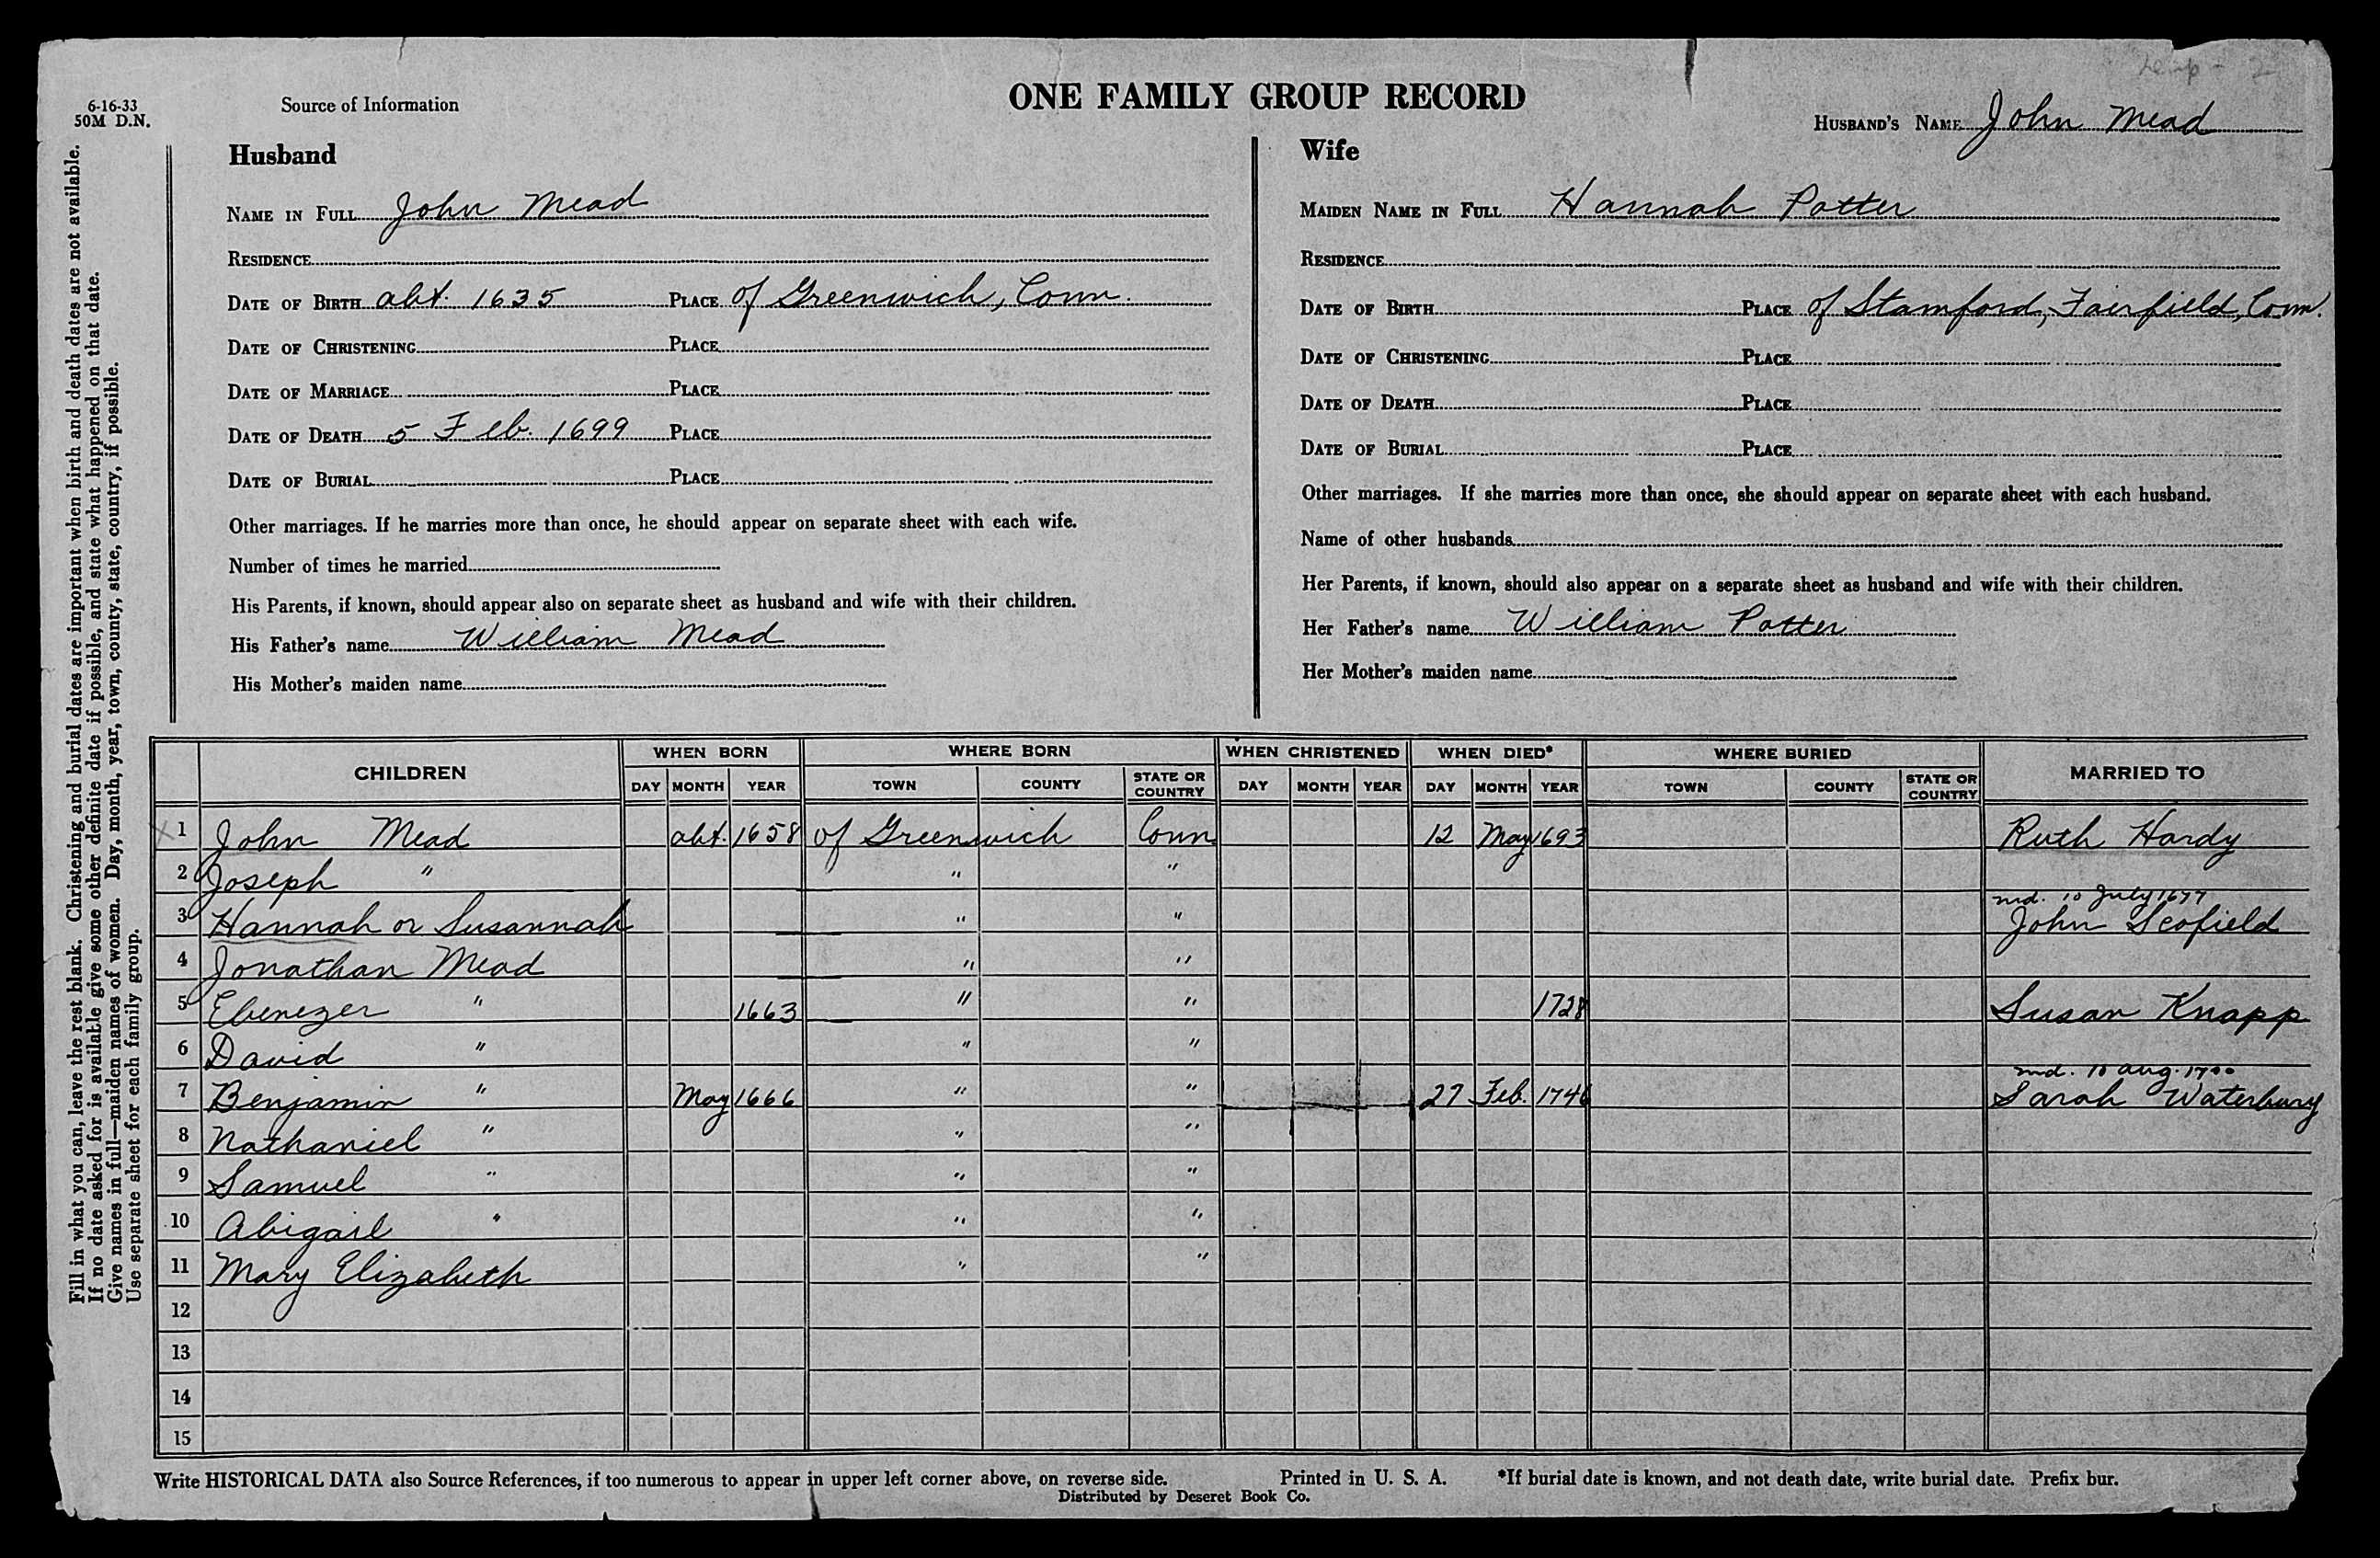 6-16-33
50M D.N.
Source of Information
ONE FAMILY GROUP RECORD
HUSBAND'S NAME John Mead
Fill in what you can, leave the rest blank. Christening and burial dates are important when birth and death dates are not available.
If no date asked for is available give some other definite date if possible, and state what happened on that date.
Give names in full—maiden names of women. Day, month, year, town, county, state, country, if possible.
Use separate sheet for each family group.
Husband
NAME IN FULL John Mead
RESIDENCE
DATE OF BIRTH abt. 1635 PLACE of Greenwich, Conn.
DATE OF CHRISTENING PLACE
DATE OF MARRIAGE PLACE
DATE OF DEATH 5 Feb. 1699 PLACE
DATE OF BURIAL PLACE
Other marriages. If he marries more than once, he should appear on separate sheet with each wife.
Number of times he married
His Parents, if known, should appear also on separate sheet as husband and wife with their children.
His Father's name William Mead
His Mother's maiden name
Wife
MAIDEN NAME IN FULL Hannah Potter
RESIDENCE
DATE OF BIRTH PLACE of Stamford, Fairfield, Conn.
DATE OF CHRISTENING PLACE
DATE OF DEATH PLACE
DATE OF BURIAL PLACE
Other marriages. If she marries more than once, she should appear on separate sheet with each husband.
Name of other husbands
Her Parents, if known, should also appear on a separate sheet as husband and wife with their children.
Her Father's name William Potter
Her Mother's maiden name
CHILDREN WHEN BORN WHERE BORN WHEN CHRISTENED WHEN DIED* WHERE BURIED MARRIED TO
DAY MONTH YEAR TOWN COUNTY STATE OR COUNTRY DAY MONTH YEAR DAY MONTH YEAR TOWN COUNTY STATE OR COUNTRY
1 John Mead abt. 1658 of Greenwich Conn 12 May 1693 Ruth Hardy
2 Joseph " " "
md. 10 July 1677
3 Hannah or Susannah " " John Scofield
4 Jonathan Mead " "
5 Ebenezer " 1663 " " 1728 Susan Knapp
6 David " " "
md. 10 Aug. 1700
7 Benjamin " May 1666 " " 27 Feb. 1746 Sarah Waterbury
8 Nathaniel " " "
9 Samuel " " "
10 Abigail " " "
11 Mary Elizabeth " "
12
13
14
15
Write HISTORICAL DATA also Source References, if too numerous to appear in upper left corner above, on reverse side. Printed in U. S. A. *If burial date is known, and not death date, write burial date. Prefix bur.
Distributed by Deseret Book Co.